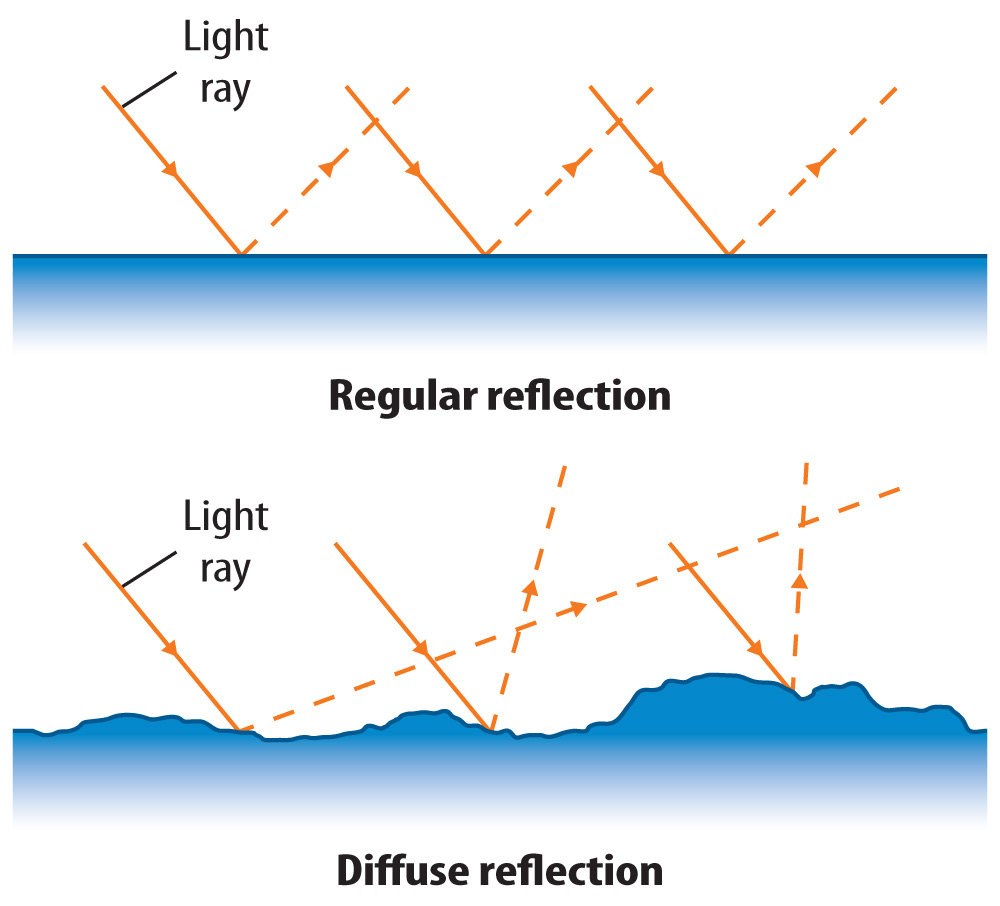 Light
ray
Regular reflection
Light
ray
Diffuse reflection